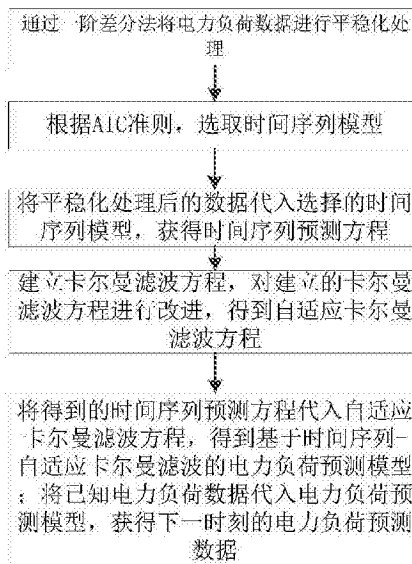 通过一阶差分法将电力负荷数据进行平稳化处
理
根据AIC准则，选取时间序列模型
将平稳化处理后的数据代入选择的时间
序列模型，获得时间序列预测方程
建立卡尔曼滤波方程，对建立的卡尔曼
滤波方程进行改进，得到自适应卡尔曼
滤波方程
将得到的时间序列预测方程代入自适应
卡尔曼滤波方程，得到基于时间序列-
自适应卡尔曼滤波的电力负荷预测模型
；将已知电力负荷数据代入电力负荷预
测模型，获得下一时刻的电力负荷预测
数据